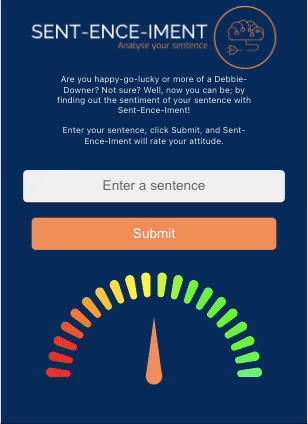 SENT-ENCE-IMENT
Analyse your sentence
Are you happy-go-lucky or more of a Debbie-
Downer? Not sure? Well, now you can be; by
finding out the sentiment of your sentence with
Sent-Ence-Iment!
Enter your sentence, click Submit, and Sent-
Ence-Iment will rate your attitude.
Enter a sentence
Submit